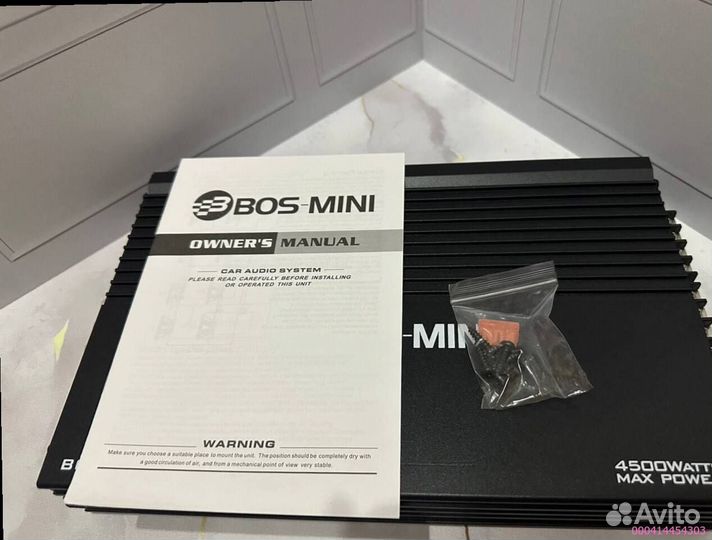 BOS-MINI
OWNER'S MANUAL
CAR AUDIO SYSTEM
PLEASE READ CAREFULLY BEFORE INSTALLING
OR OPERATED THIS UNIT
WARNING
Make sure you choose a suitable place to mount the unit. The position should be completely dry with
a good circulation of air, and from a mechanical point of view very stable.
-MINI
4500WATTS
MAX POWER
Avito
000414454303